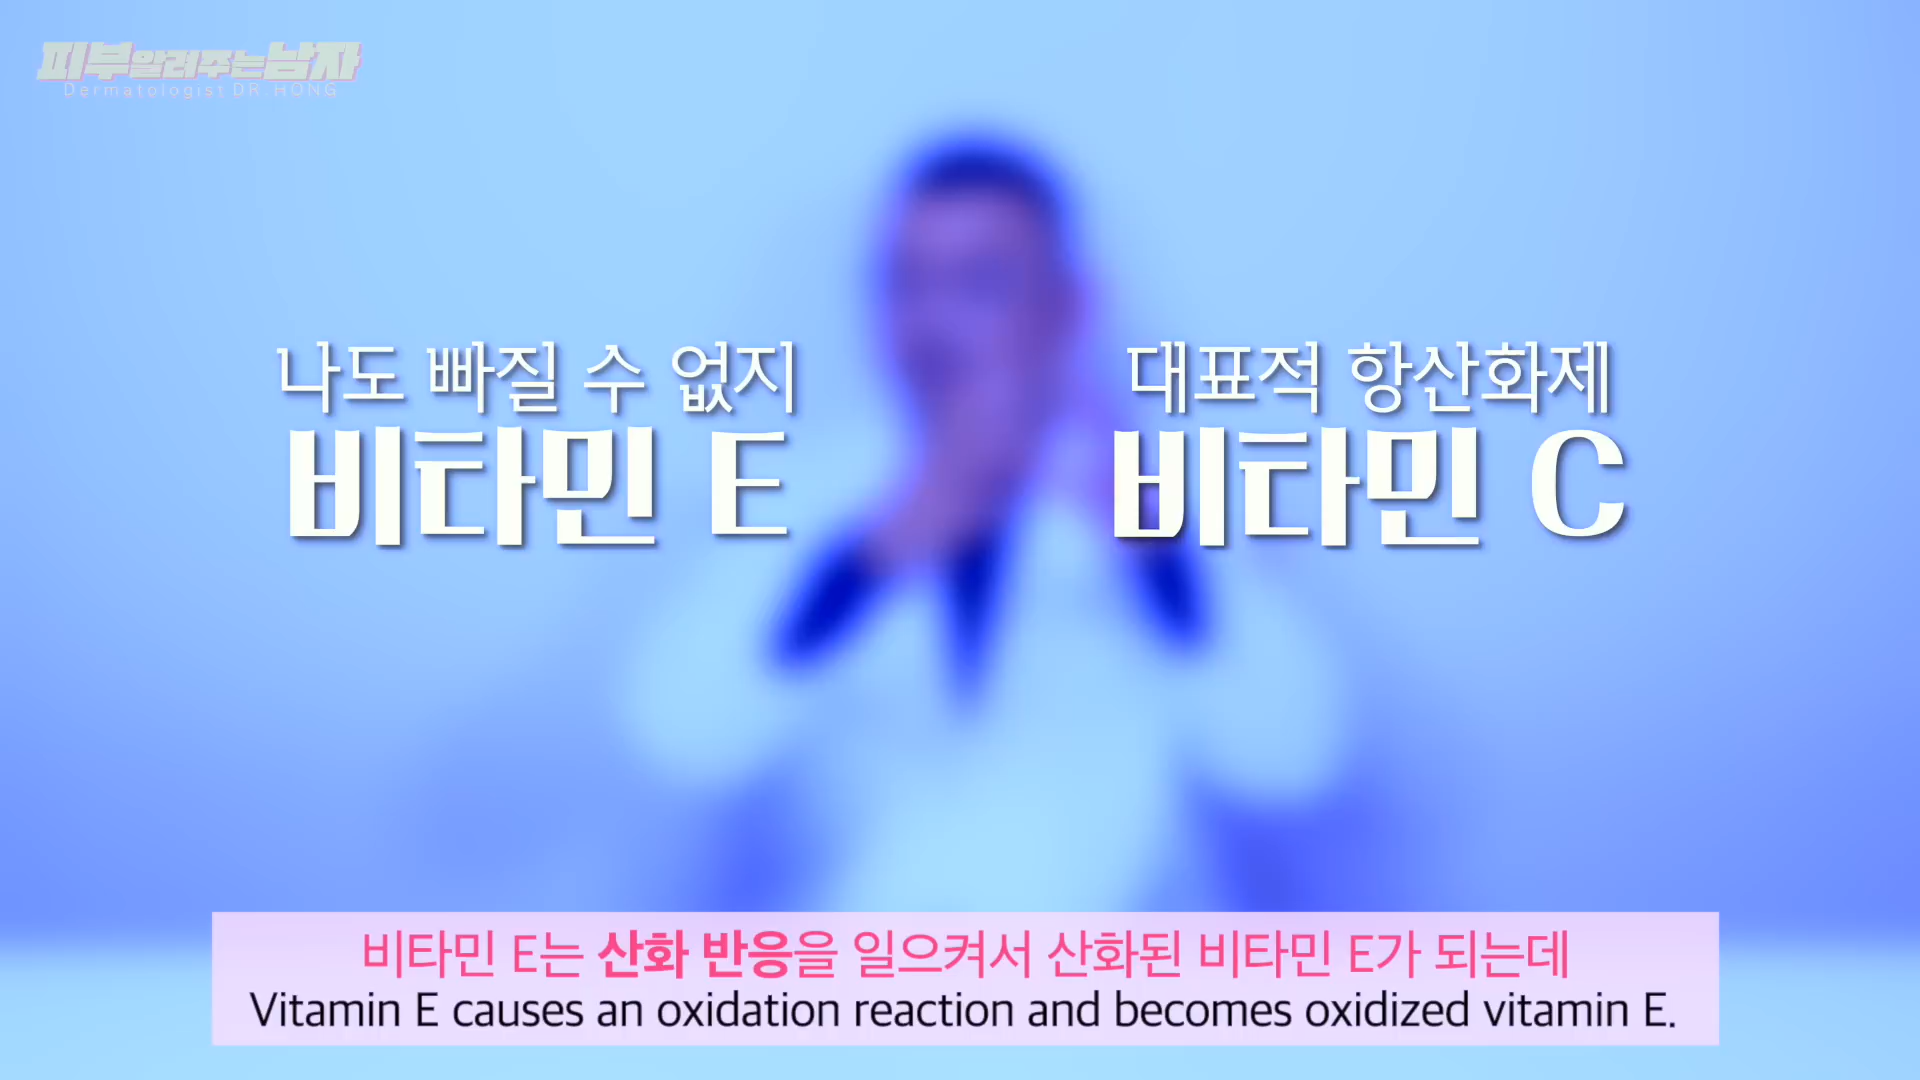 피부알려주는남자
Dermatologist DR.HONG
나도 빠질 수 없지
비타민 E
대표적 항산화제
비타민 C
비타민 E는 산화 반응을 일으켜서 산화된 비타민 E가 되는데
Vitamin E causes an oxidation reaction and becomes oxidized vitamin E.